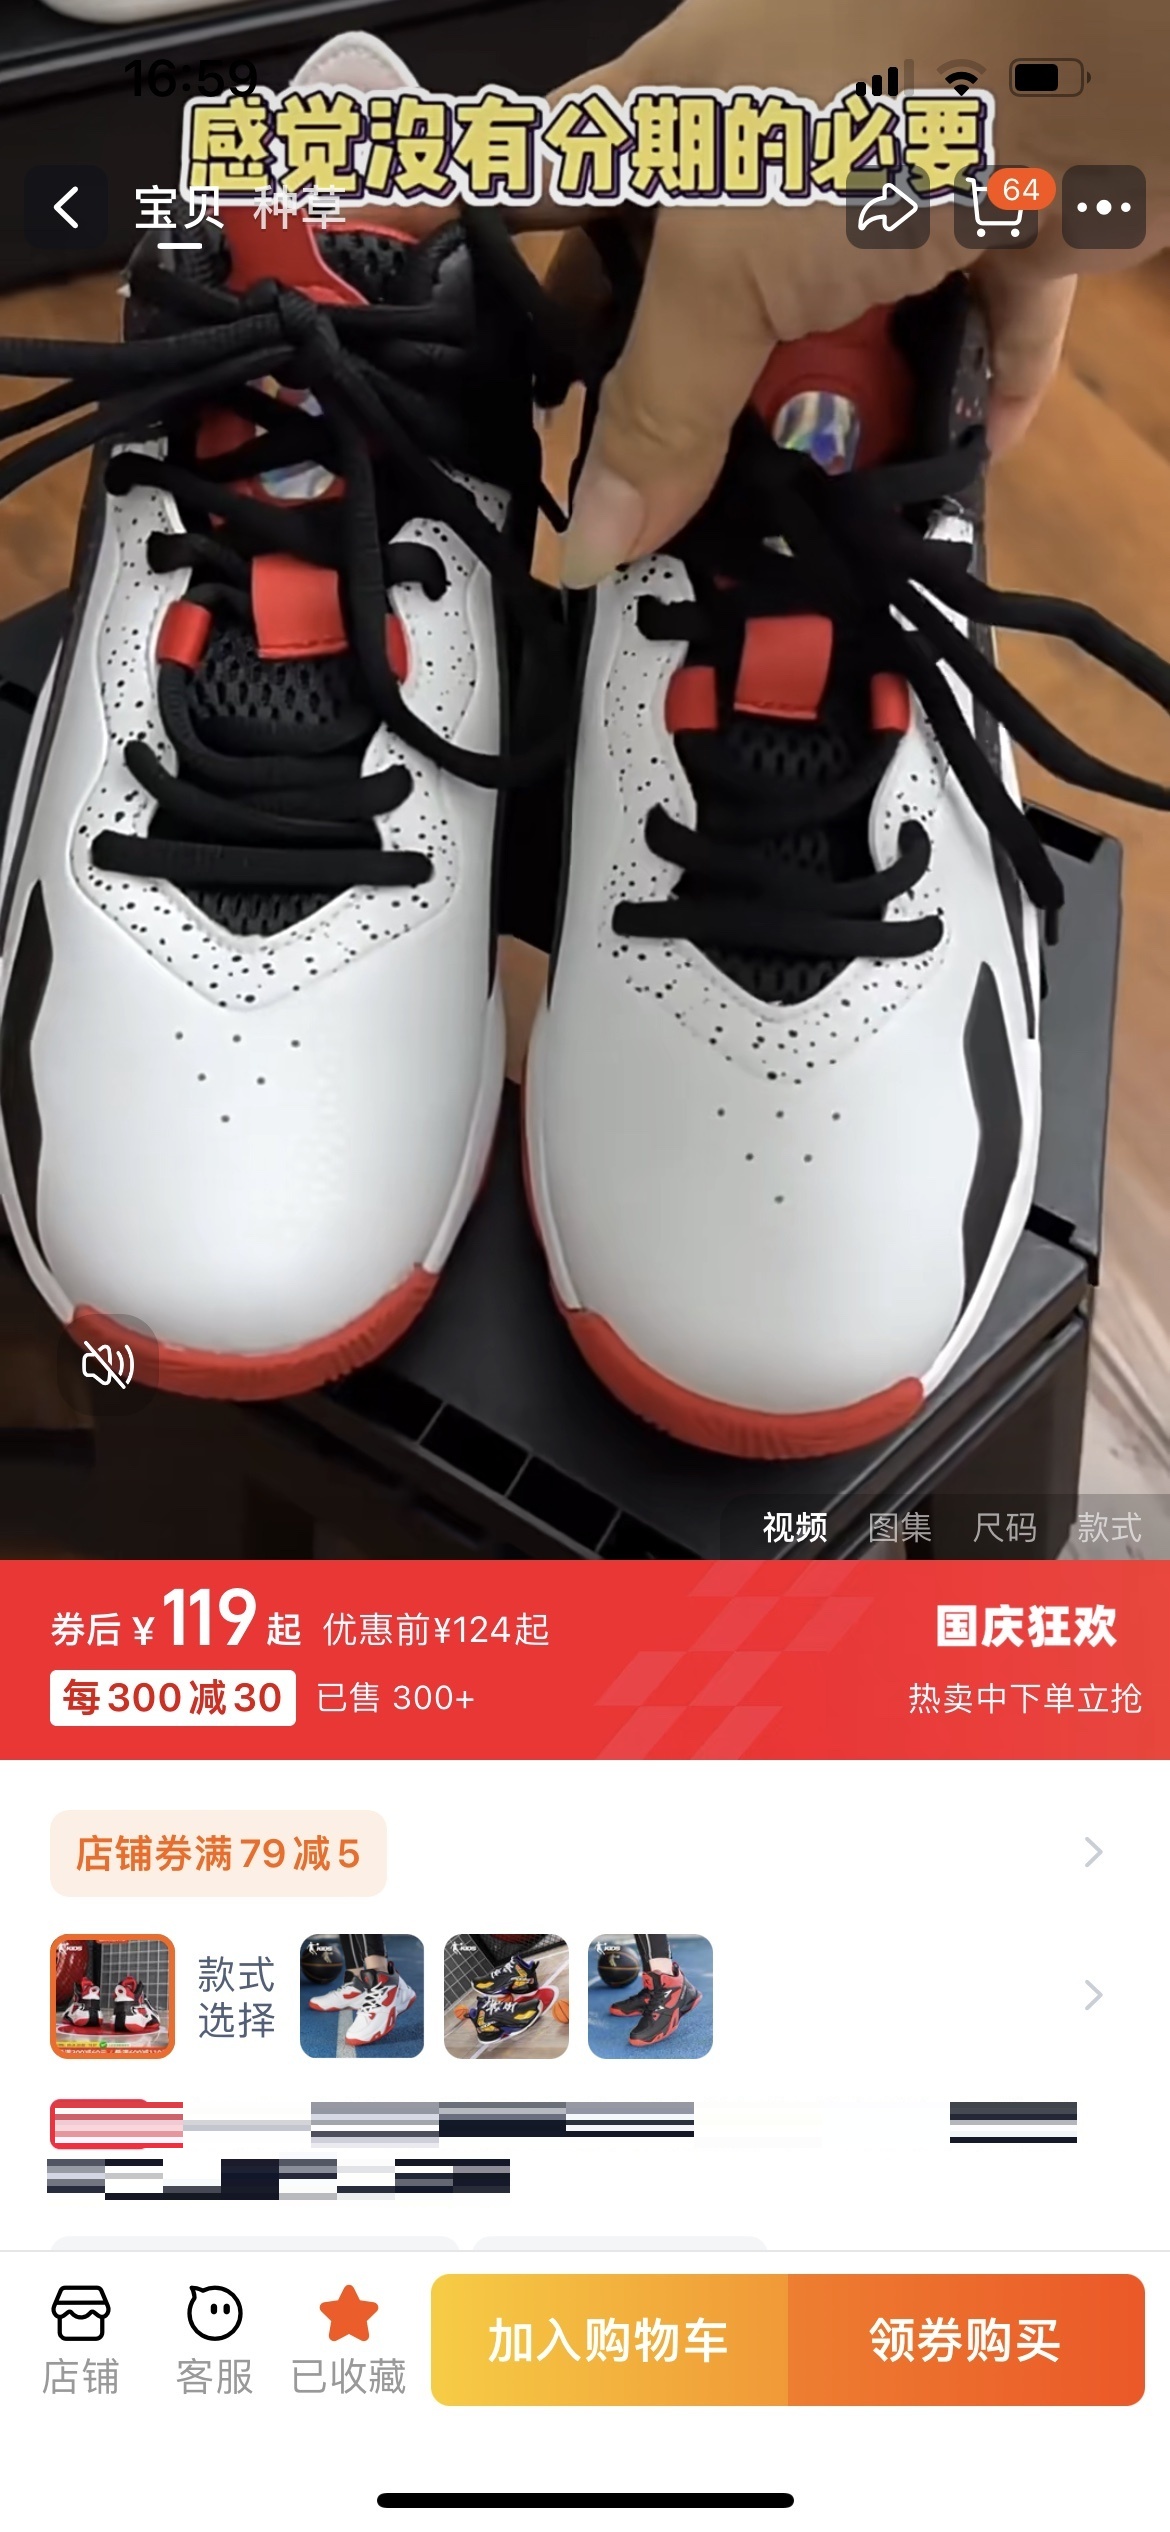 16:59
感觉没有分期的必要
宝贝 种草
64
视频 图集 尺码 款式
券后 ¥119起 优惠前¥124起
国庆狂欢
每300减30 已售 300+
热卖中下单立抢
店铺券满79减5
款式
选择
店铺 客服 已收藏
加入购物车 领券购买